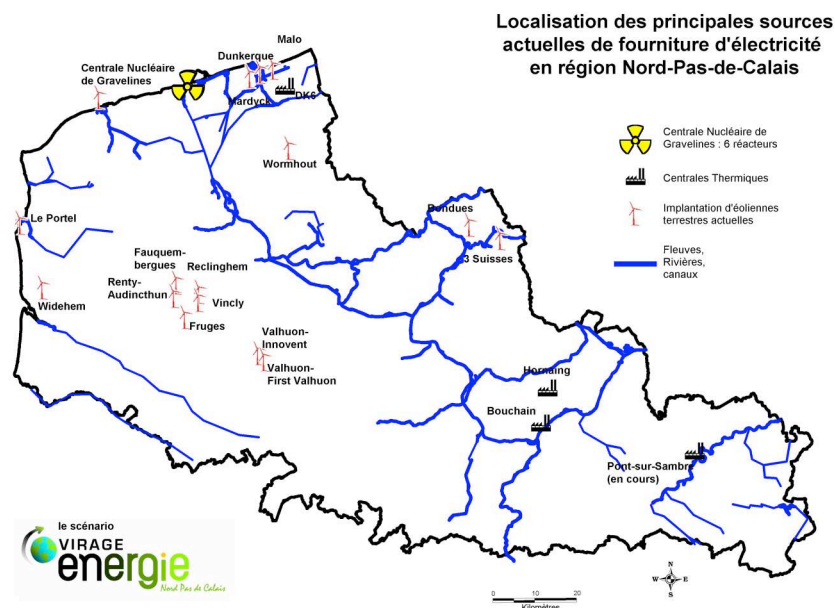 Localisation des principales sources
actuelles de fourniture d'électricité
en région Nord-Pas-de-Calais
Malo
Dunkerque
Centrale Nucléaire
de Gravelines
Mardyck
DK6
Wormhout
Le Portel
Bondues
3 Suisses
Fauquem-
bergues
Reclinghem
Renty-
Audincthun
Vincly
Widehem
Fruges
Valhuon-
Innovent
Valhuon-
First Valhuon
Hornaing
Bouchain
Pont-sur-Sambre
(en cours)
Centrale Nucléaire de
Gravelines : 6 réacteurs
Centrales Thermiques
Implantation d'éoliennes
terrestres actuelles
Fleuves,
Rivières,
canaux
le scénario
VIRAGE
énergie
Nord Pas de Calais
N
W E
S
0 10 20
Kilomètres